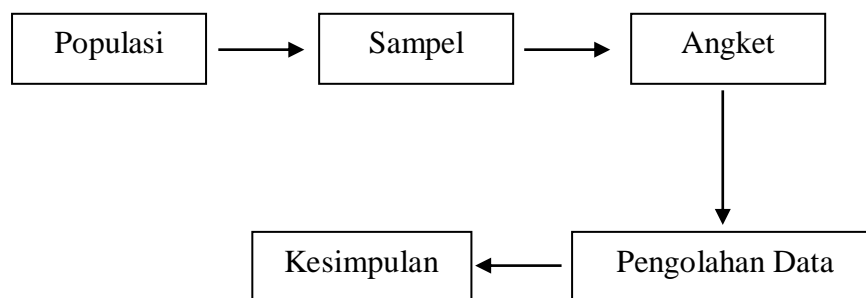 Populasi
Sampel
Angket
Pengolahan Data
Kesimpulan